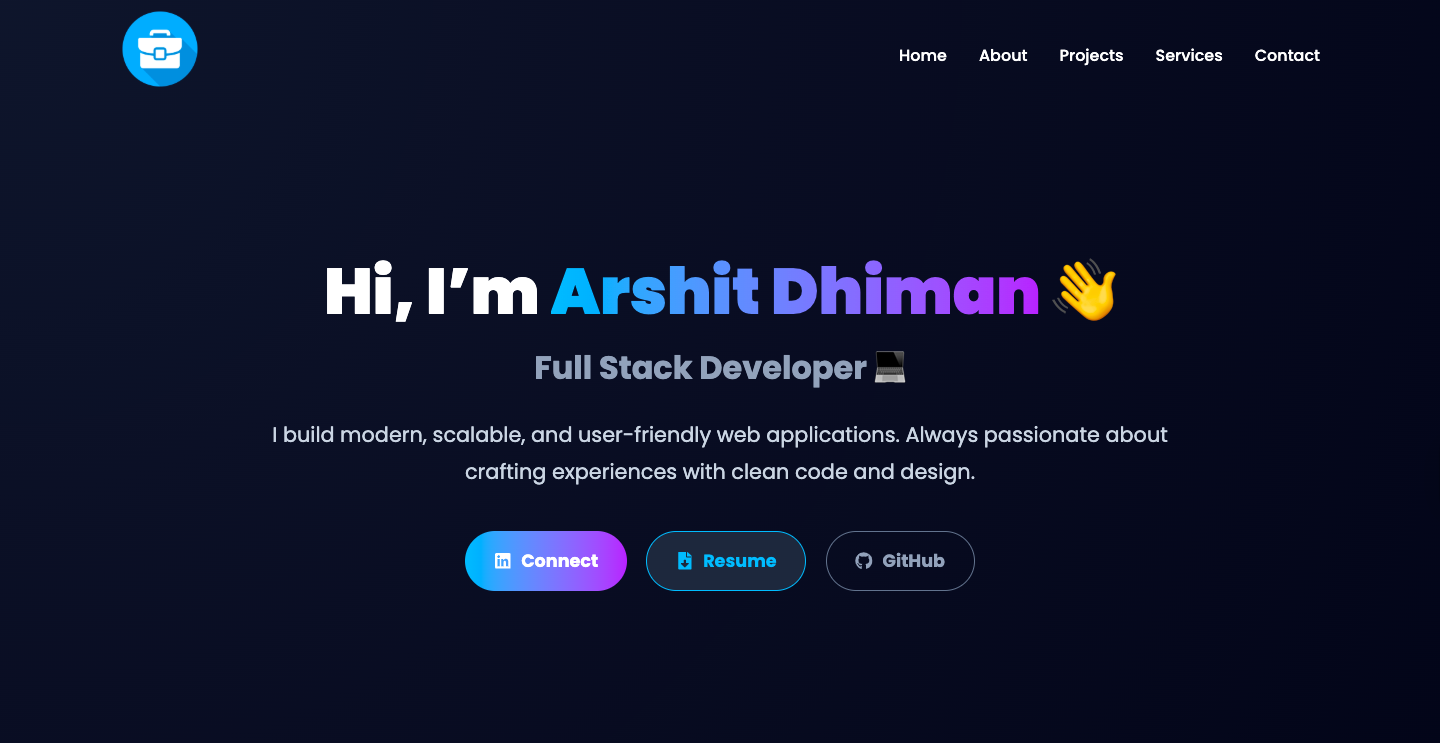 Home About Projects Services Contact
Hi, I’m Arshit Dhiman 👋
Full Stack Developer 💻
I build modern, scalable, and user-friendly web applications. Always passionate about
crafting experiences with clean code and design.
Connect Resume GitHub